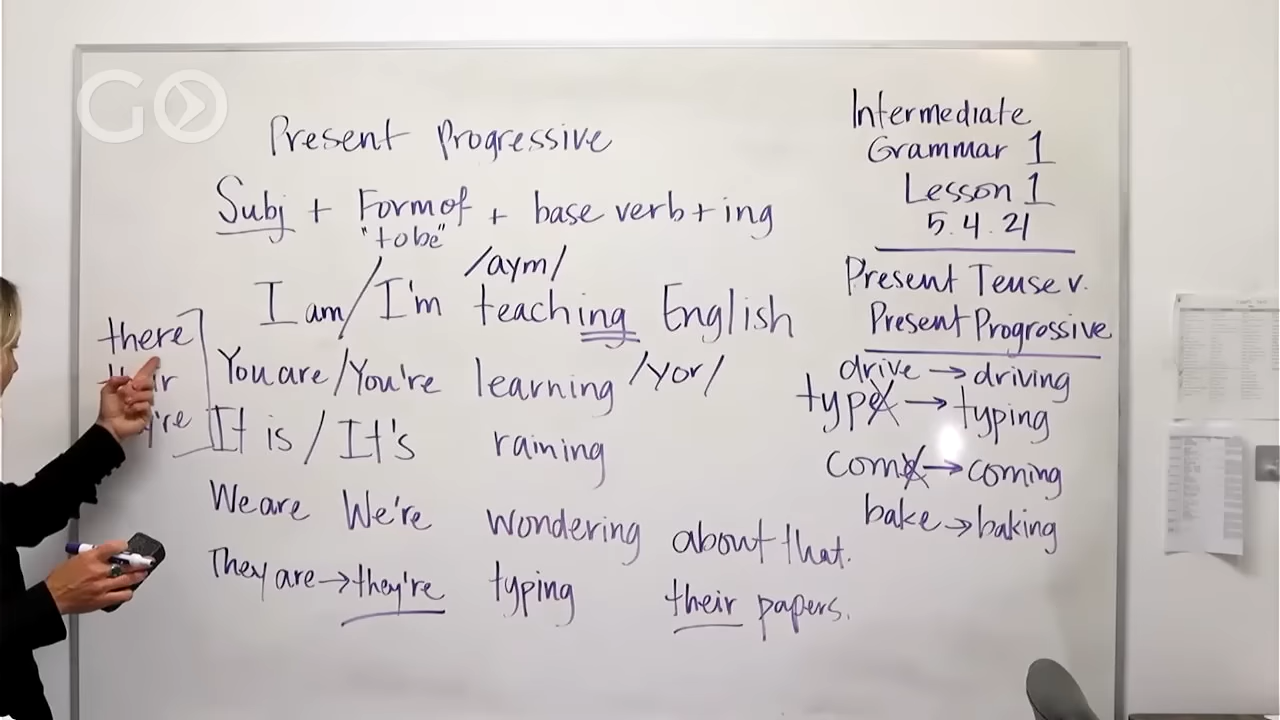 GO
Present Progressive
Subj + Form of + base verb + ing
"to be"
/aym/
I am/I'm teaching English
You are/You're learning /yor/
It is / It's raining
We are We're wondering about that.
They are → they're typing their papers.
there
Intermediate
Grammar 1
Lesson 1
5.4.21
Present Tense v.
Present Progressive
drive → driving
type → typing
come → coming
bake → baking